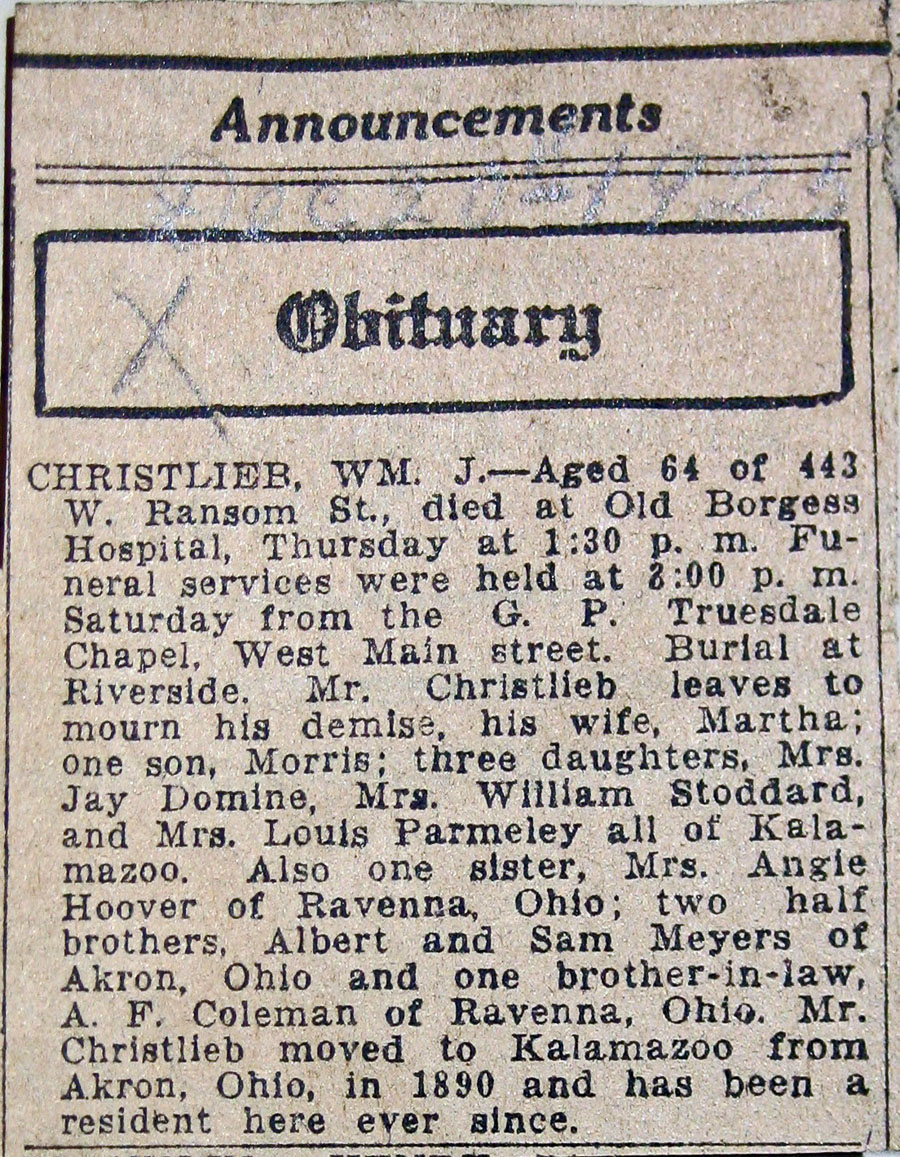 Announcements
Dec 20th 192
X
Obituary
CHRISTLIEB, WM. J.—Aged 64 of 443
W. Ransom St., died at Old Borgess
Hospital, Thursday at 1:30 p. m. Fu-
neral services were held at 3:00 p. m.
Saturday from the G. P. Truesdale
Chapel, West Main street. Burial at
Riverside. Mr. Christlieb leaves to
mourn his demise, his wife, Martha;
one son, Morris; three daughters, Mrs.
Jay Domine, Mrs. William Stoddard,
and Mrs. Louis Parmeley all of Kala-
mazoo. Also one sister, Mrs. Angie
Hoover of Ravenna, Ohio; two half
brothers, Albert and Sam Meyers of
Akron, Ohio and one brother-in-law,
A. F. Coleman of Ravenna, Ohio. Mr.
Christlieb moved to Kalamazoo from
Akron, Ohio, in 1890 and has been a
resident here ever since.